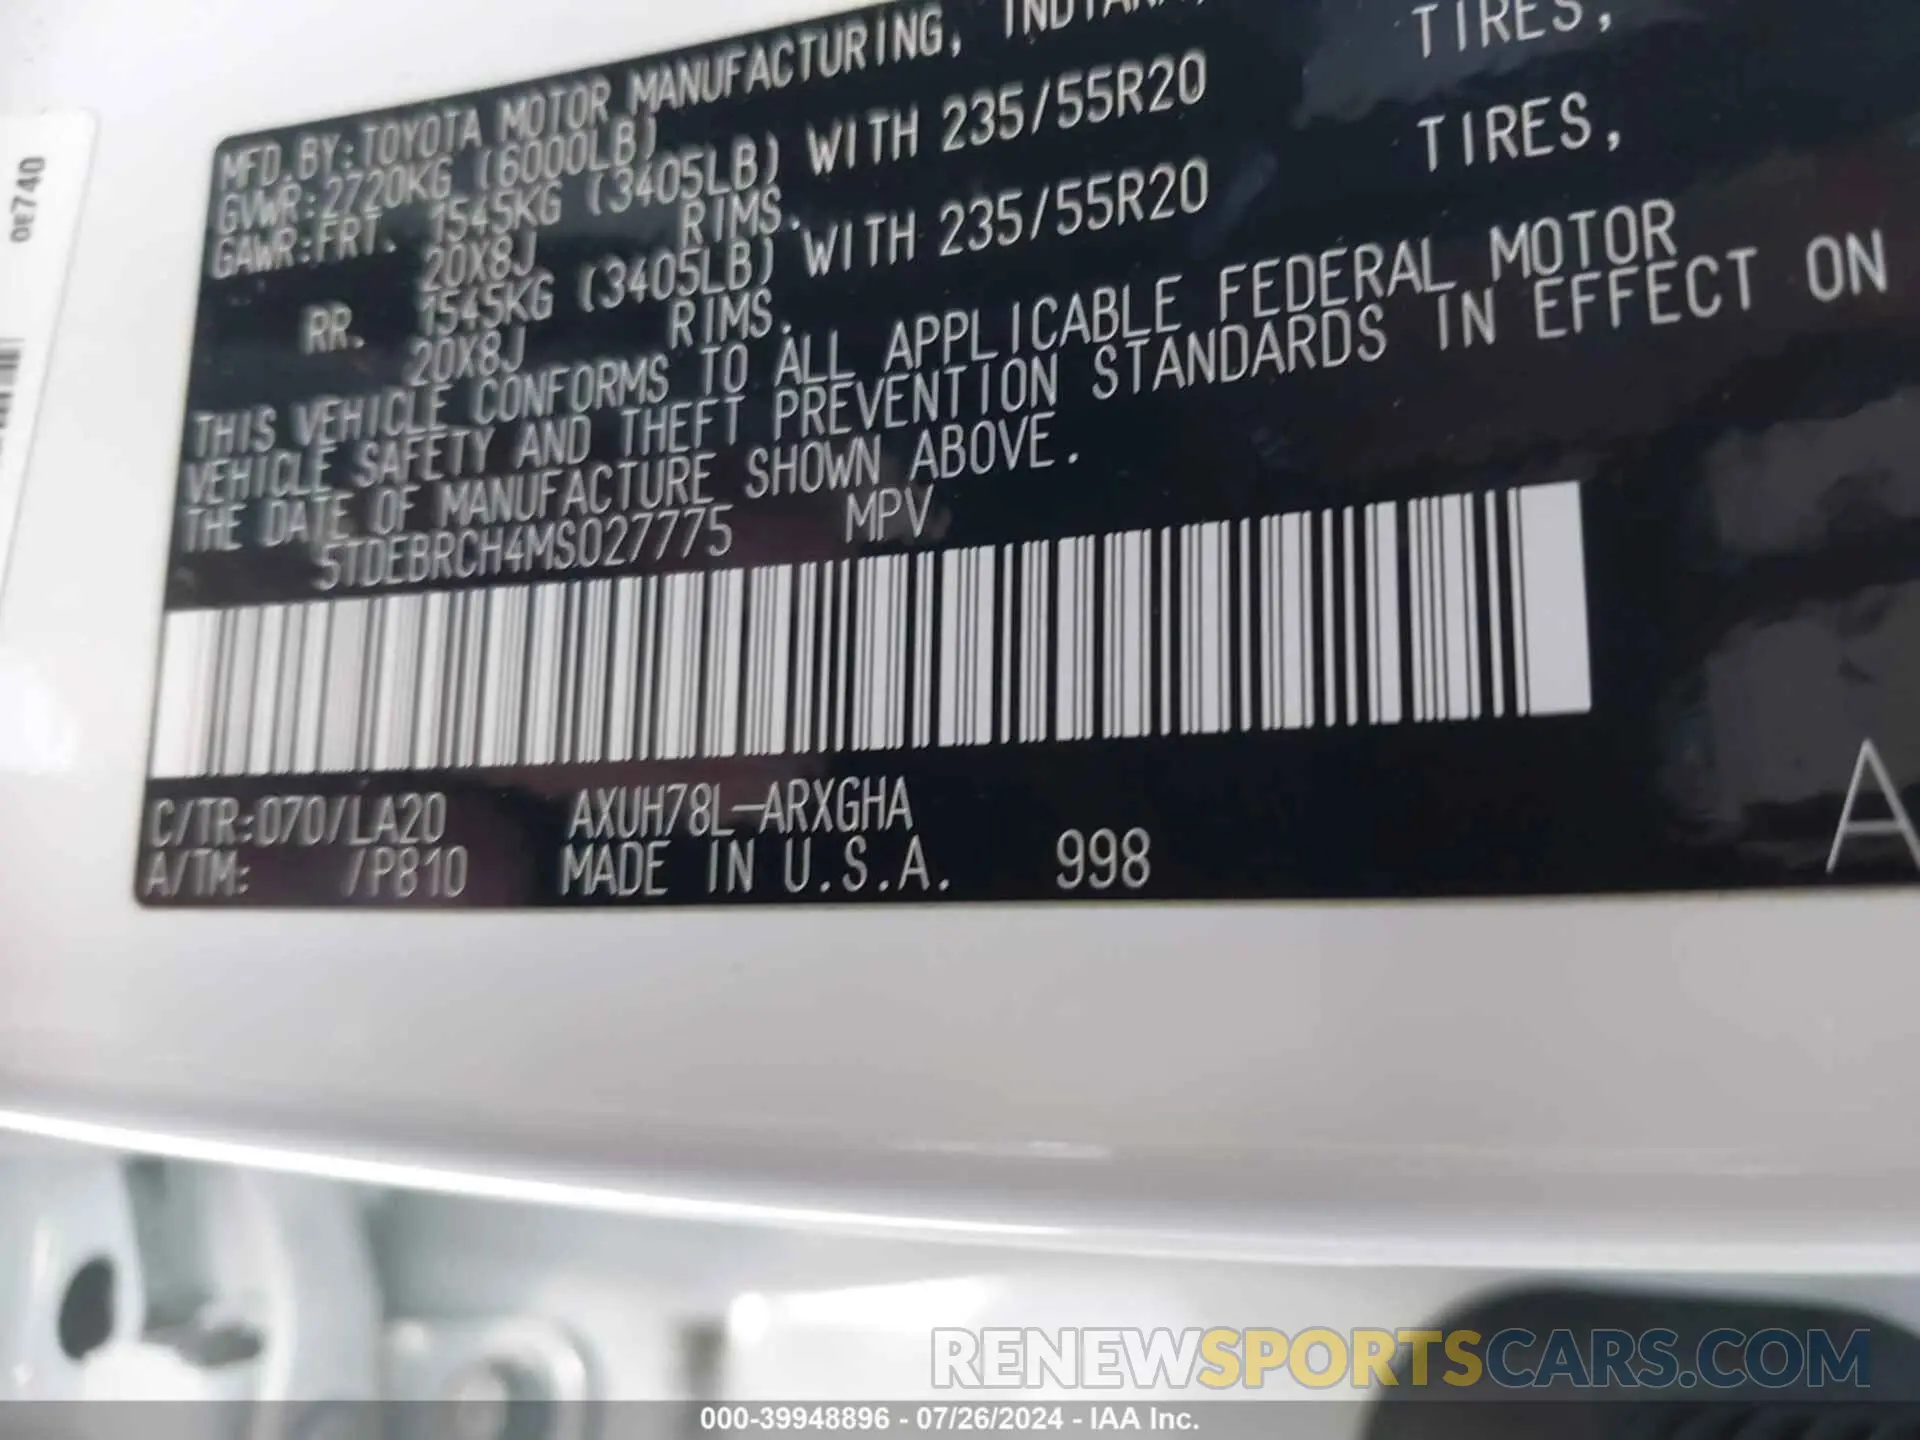 MFD.BY:TOYOTA MOTOR MANUFACTURING, INDIANA,
GVWR:2720KG (6000LB)
GAWR:FRT. 1545KG (3405LB) WITH 235/55R20 TIRES,
20X8J RIMS.
RR. 1545KG (3405LB) WITH 235/55R20 TIRES,
20X8J RIMS.
THIS VEHICLE CONFORMS TO ALL APPLICABLE FEDERAL MOTOR
VEHICLE SAFETY AND THEFT PREVENTION STANDARDS IN EFFECT ON
THE DATE OF MANUFACTURE SHOWN ABOVE.
5TDEBRCH4MS027775 MPV
C/TR:070/LA20 AXUH78L-ARXGHA
A/TM: /P810 MADE IN U.S.A. 998
A
0E740
RENEWSPORTSCARS.COM
000-39948896 - 07/26/2024 - IAA Inc.